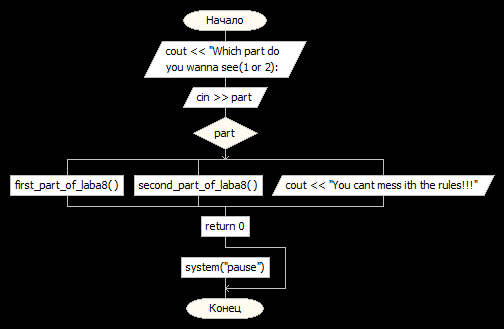 Начало
cout << "Which part do
you wanna see(1 or 2):
cin >> part
part
first_part_of_laba8()
second_part_of_laba8()
cout << "You cant mess ith the rules!!!"
return 0
system("pause")
Конец